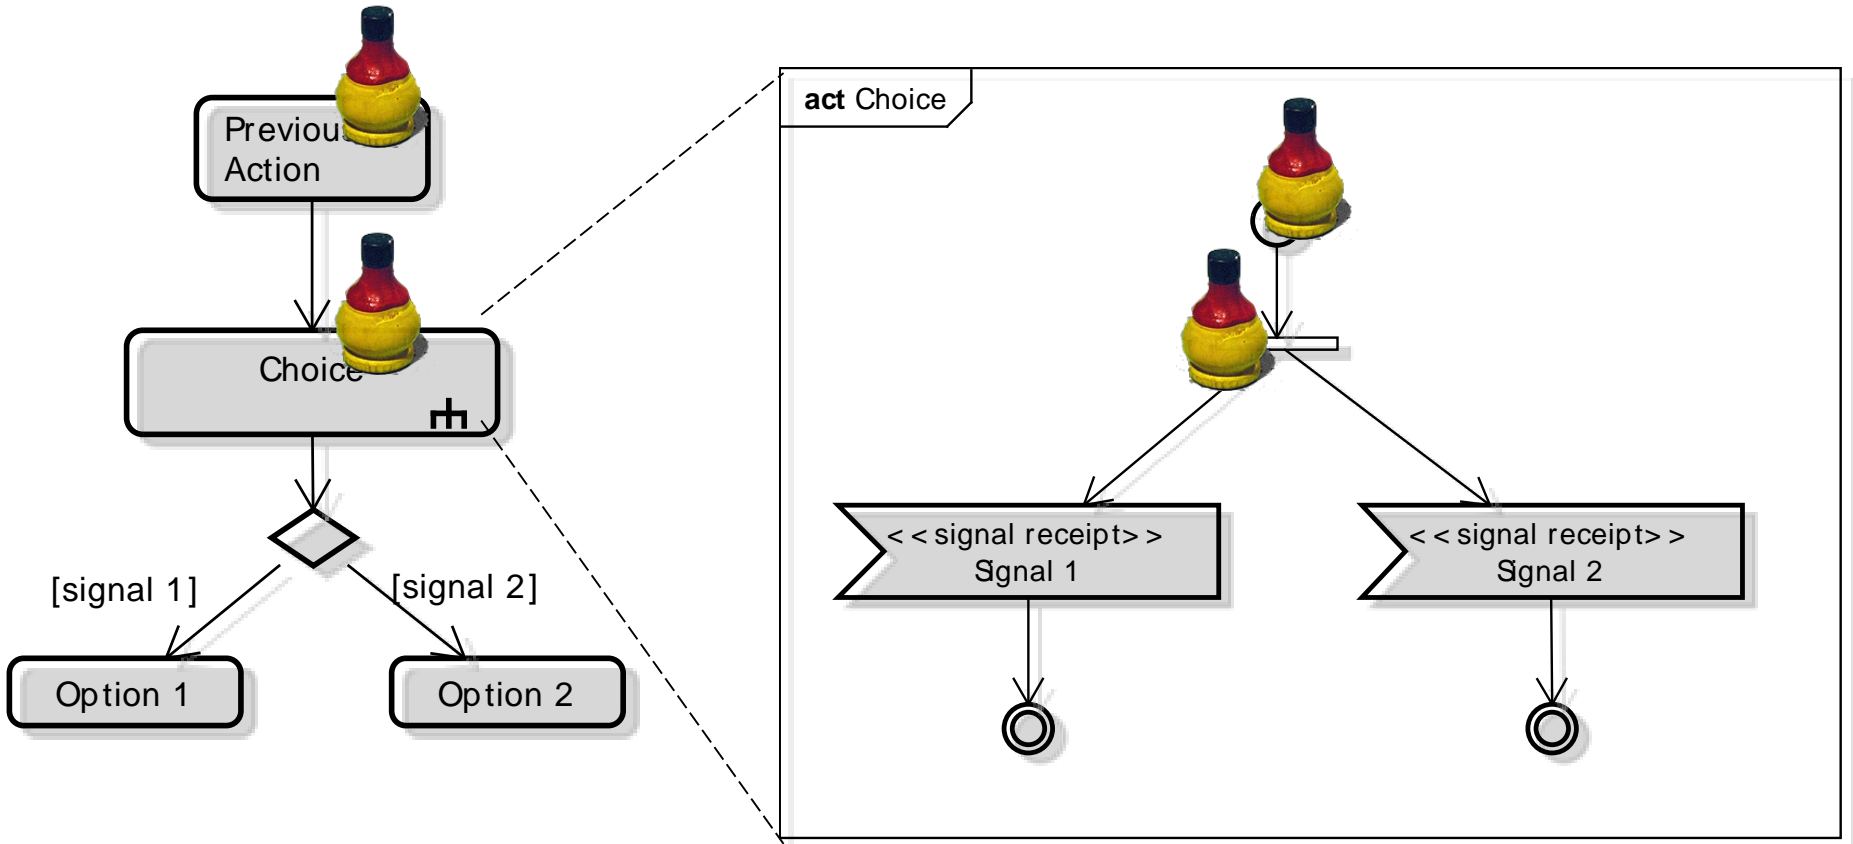 Previou
Action
Choice
[signal 1]
[signal 2]
Option 1
Option 2
act Choice
<<signal receipt>>
Signal 1
<<signal receipt>>
Signal 2